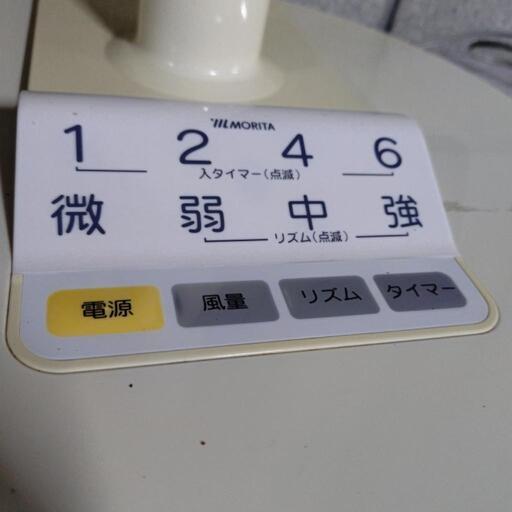 MORITA
1 2 4 6
入タイマー(点滅)
微 弱 中 強
リズム(点滅)
電源 風量 リズム タイマー